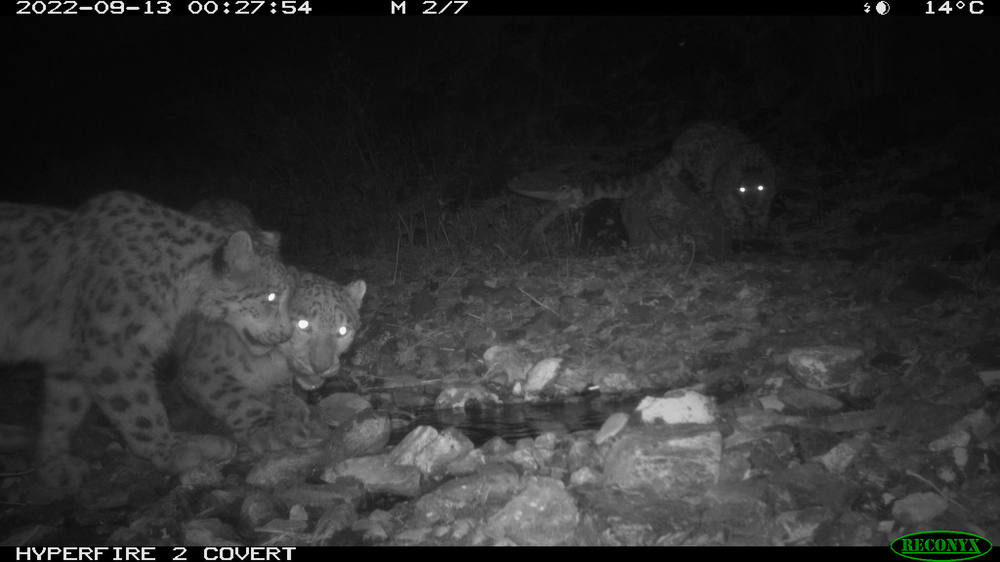 2022-09-13 00:27:54 M 2/7 14°C
HYPERFIRE 2 COVERT
RECONYX